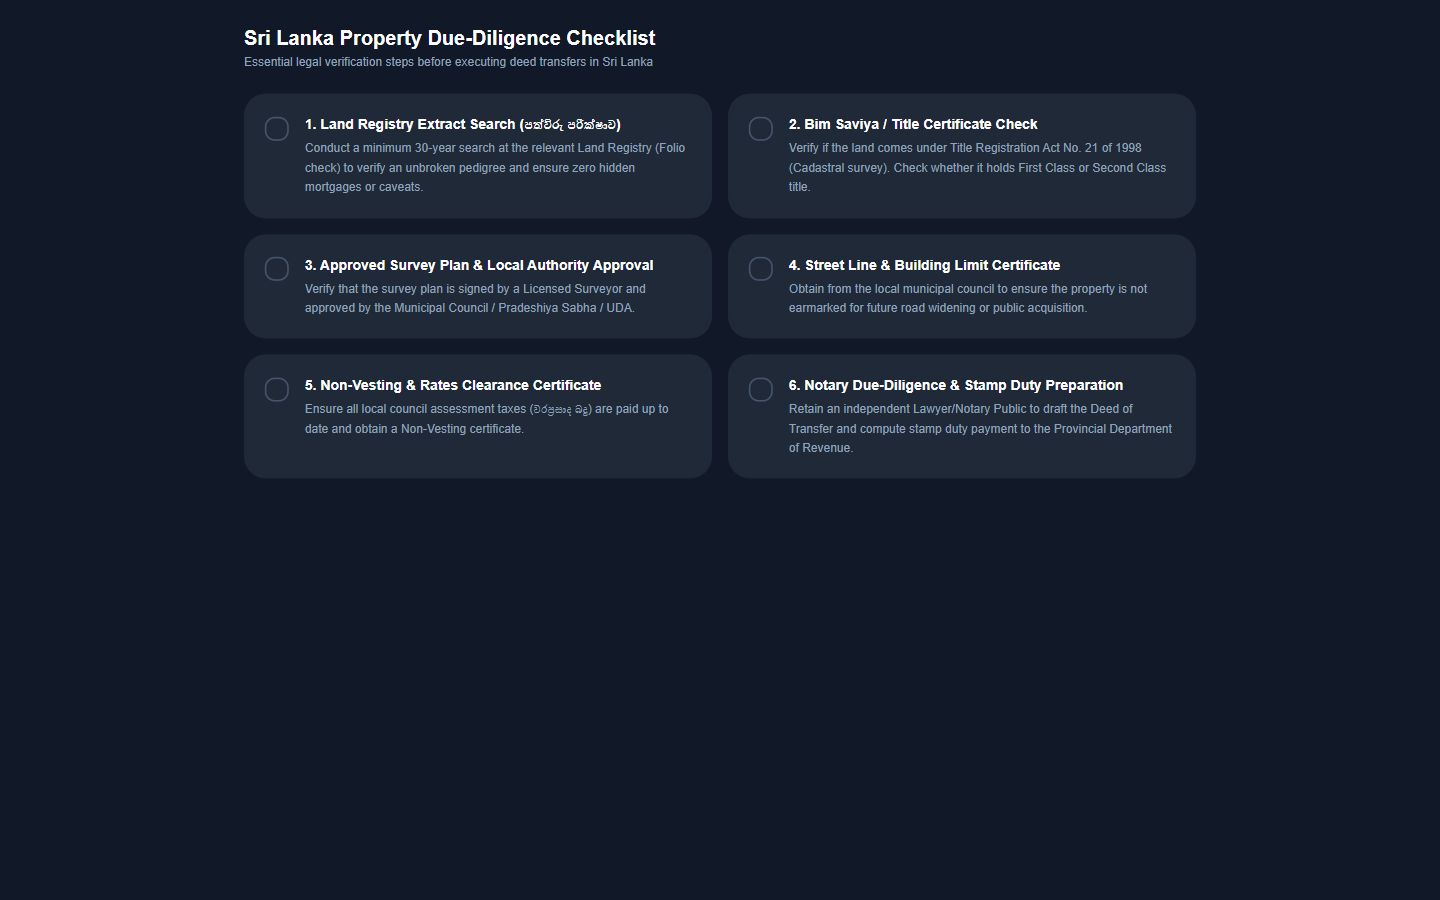 Sri Lanka Property Due-Diligence Checklist
Essential legal verification steps before executing deed transfers in Sri Lanka
1. Land Registry Extract Search (පත්විරු පරීක්ෂාව)
Conduct a minimum 30-year search at the relevant Land Registry (Folio
check) to verify an unbroken pedigree and ensure zero hidden
mortgages or caveats.
2. Bim Saviya / Title Certificate Check
Verify if the land comes under Title Registration Act No. 21 of 1998
(Cadastral survey). Check whether it holds First Class or Second Class
title.
3. Approved Survey Plan & Local Authority Approval
Verify that the survey plan is signed by a Licensed Surveyor and
approved by the Municipal Council / Pradeshiya Sabha / UDA.
4. Street Line & Building Limit Certificate
Obtain from the local municipal council to ensure the property is not
earmarked for future road widening or public acquisition.
5. Non-Vesting & Rates Clearance Certificate
Ensure all local council assessment taxes (වරප්‍රසාද බදු) are paid up to
date and obtain a Non-Vesting certificate.
6. Notary Due-Diligence & Stamp Duty Preparation
Retain an independent Lawyer/Notary Public to draft the Deed of
Transfer and compute stamp duty payment to the Provincial Department
of Revenue.